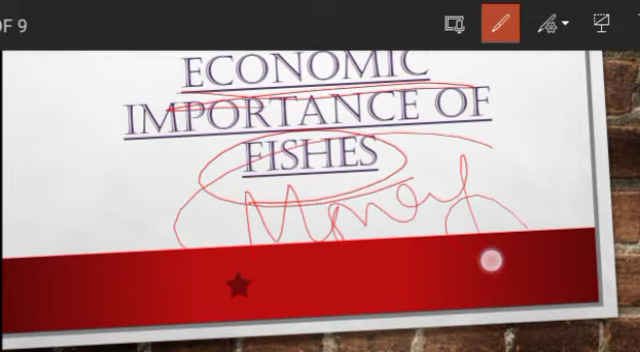 OF 9
ECONOMIC
IMPORTANCE OF
FISHES
Money